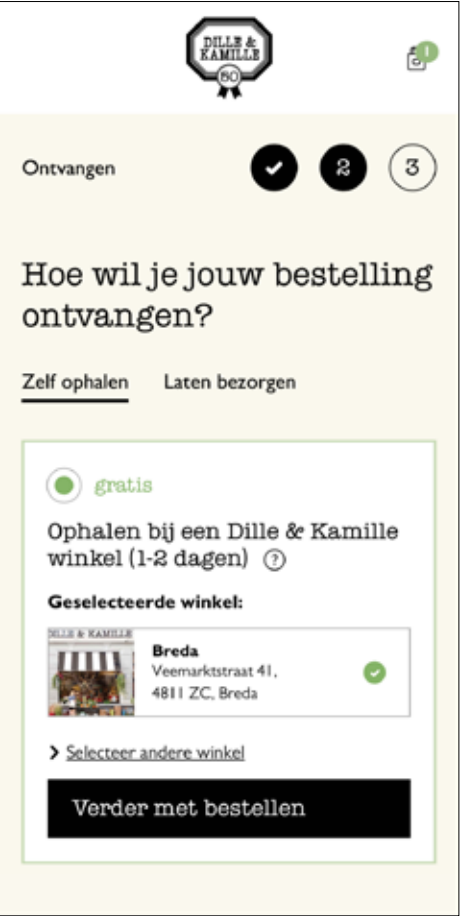 DILLE &
KAMILLE
50
1
Ontvangen
2
3
Hoe wil je jouw bestelling
ontvangen?
Zelf ophalen
Laten bezorgen
gratis
Ophalen bij een Dille & Kamille
winkel (1-2 dagen) ?
Geselecteerde winkel:
DILLE & KAMILLE
Breda
Veemarktstraat 41,
4811 ZC, Breda
Selecteer andere winkel
Verder met bestellen